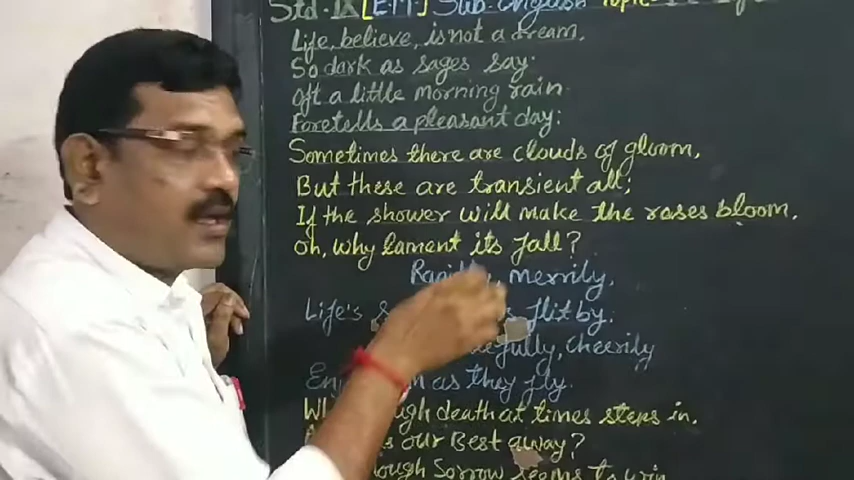 Std-IX [E.M.] Sub-English Topic-
Life, believe, is not a dream.
So dark as sages say;
Oft a little morning rain
Foretells a pleasant day:
Sometimes there are clouds of gloom,
But these are transient all;
If the shower will make the roses bloom,
Oh, why lament its fall?
merrily,
Life's flit by,
cheerily
as they fly.
though death at times steps in,
our Best away?
Sorrow seems to win